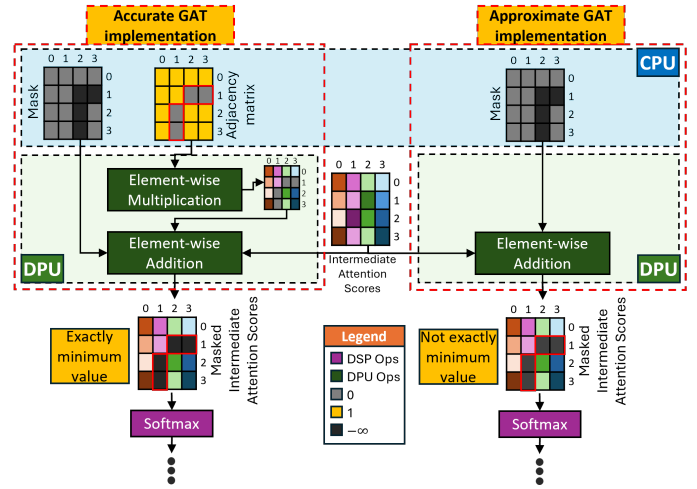 Accurate GAT
implementation
Approximate GAT
implementation
CPU
0 1 2 3
0
1
2
3
Mask
0 1 2 3
0
1
2
3
Adjacency
matrix
0 1 2 3
0
1
2
3
Mask
Element-wise
Multiplication
0 1 2 3
0
1
2
3
0 1 2 3
0
1
2
3
Element-wise
Addition
Intermediate
Attention
Scores
Element-wise
Addition
DPU
DPU
Exactly
minimum
value
0 1 2 3
0
1
2
3
Masked
Intermediate
Attention Scores
Softmax
Legend
DSP Ops
DPU Ops
0
1
−∞
Not exactly
minimum
value
0 1 2 3
0
1
2
3
Masked
Intermediate
Attention Scores
Softmax